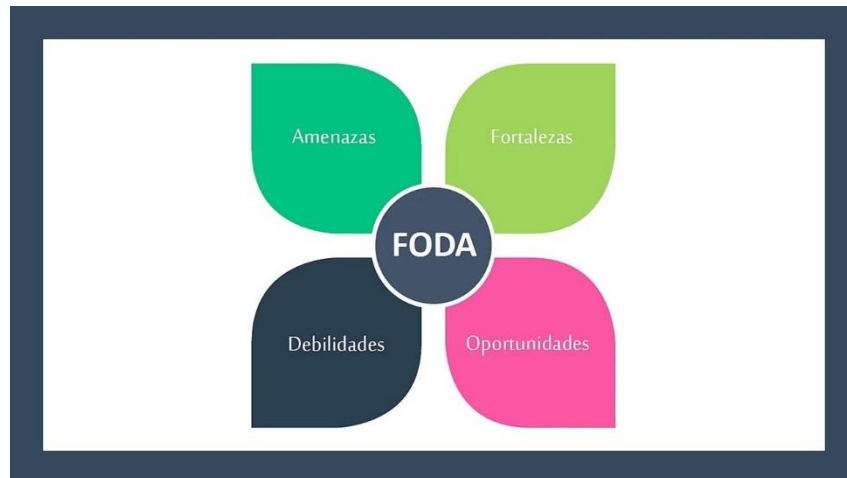 Amenazas
Fortalezas
FODA
Debilidades
Oportunidades